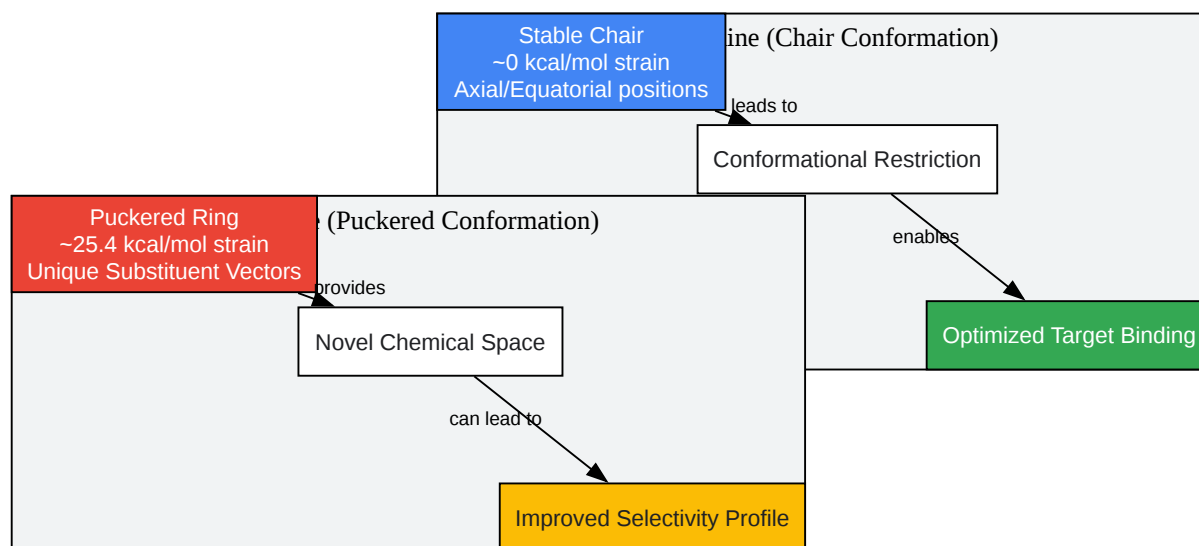 Stable Chair
~0 kcal/mol strain
Axial/Equatorial positions
(Chair Conformation)
leads to
Conformational Restriction
enables
Optimized Target Binding
Puckered Ring
~25.4 kcal/mol strain
Unique Substituent Vectors
(Puckered Conformation)
provides
Novel Chemical Space
can lead to
Improved Selectivity Profile